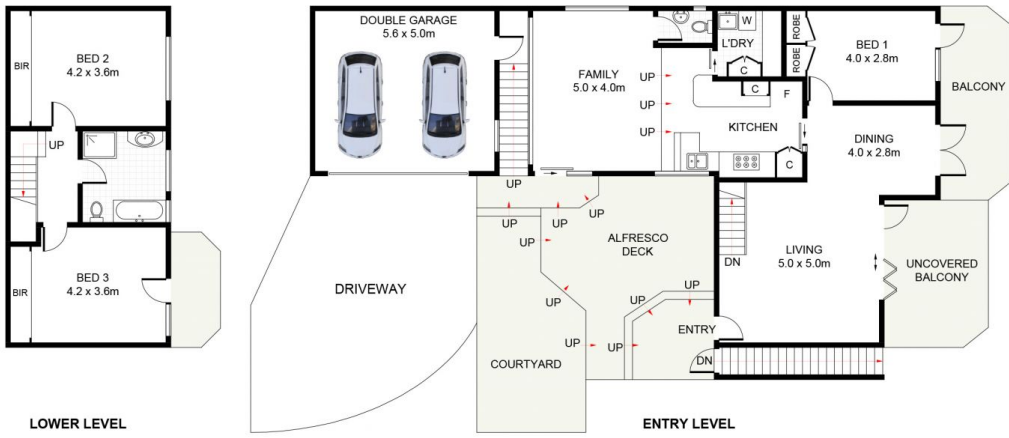 BED 2
4.2 x 3.6m
BIR
UP
BED 3
4.2 x 3.6m
BIR
LOWER LEVEL
DOUBLE GARAGE
5.6 x 5.0m
UP
FAMILY
5.0 x 4.0m
UP
UP
UP
W
L'DRY
C
C
F
KITCHEN
C
ROBE
ROBE
BED 1
4.0 x 2.8m
BALCONY
DINING
4.0 x 2.8m
LIVING
5.0 x 5.0m
DN
UNCOVERED
BALCONY
UP
UP
UP
UP
ALFRESCO
DECK
UP
UP
UP
UP
ENTRY
DN
DRIVEWAY
COURTYARD
ENTRY LEVEL